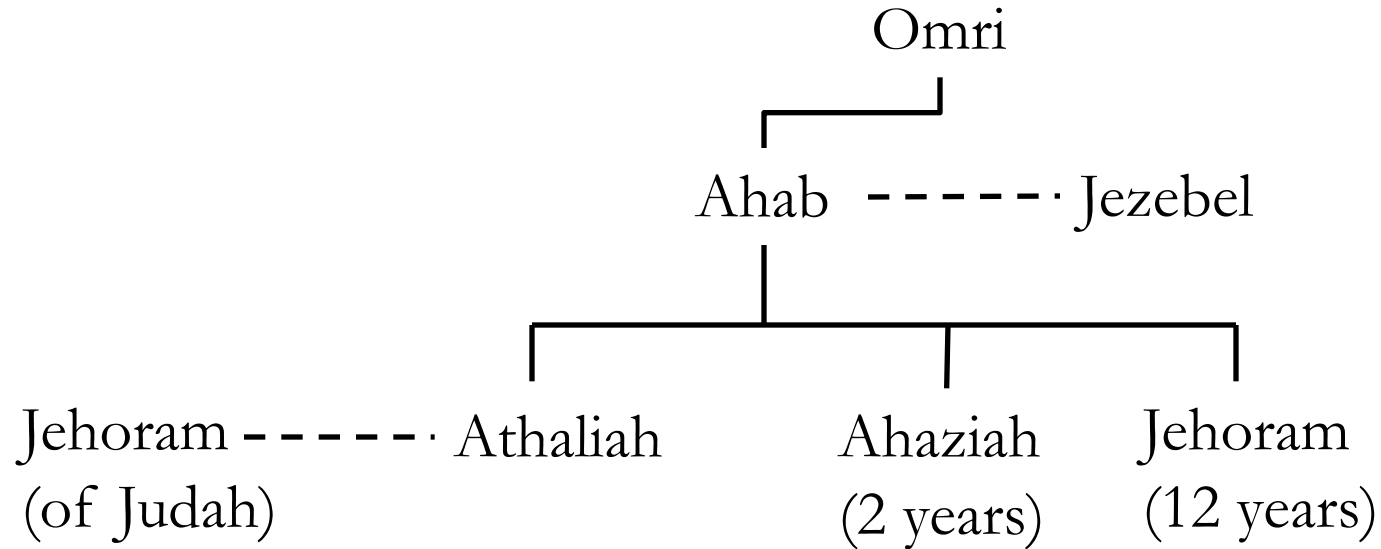 Omri
Ahab
Jezebel
Jehoram
(of Judah)
Athaliah
Ahaziah
(2 years)
Jehoram
(12 years)